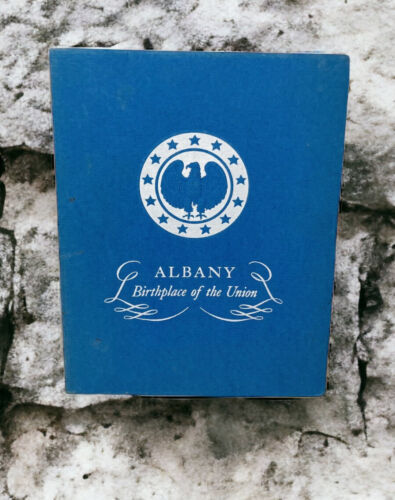 ALBANY
Birthplace of the Union